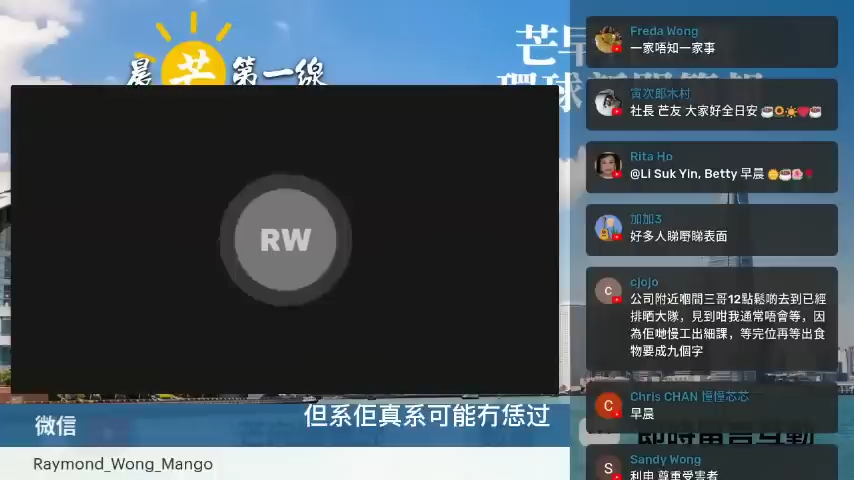 晨芒第一線
芒早
環球
RW
但系佢真系可能冇恁过
微信
Raymond_Wong_Mango
Freda Wong
一家唔知一家事
寅次郎木村
社長 芒友 大家好全日安
Rita Ho
@LI Suk Yin, Betty 早晨
加加3
好多人睇嘢睇表面
cjojo
c
公司附近嗰間三哥12點鬆啲去到已經
排晒大隊，見到咁我通常唔會等，因
為佢哋慢工出細課，等完位再等出食
物要成九個字
Chris CHAN 憧憧芯芯
C
早晨
即時留言互動
Sandy Wong
S
利申 尊重受害者